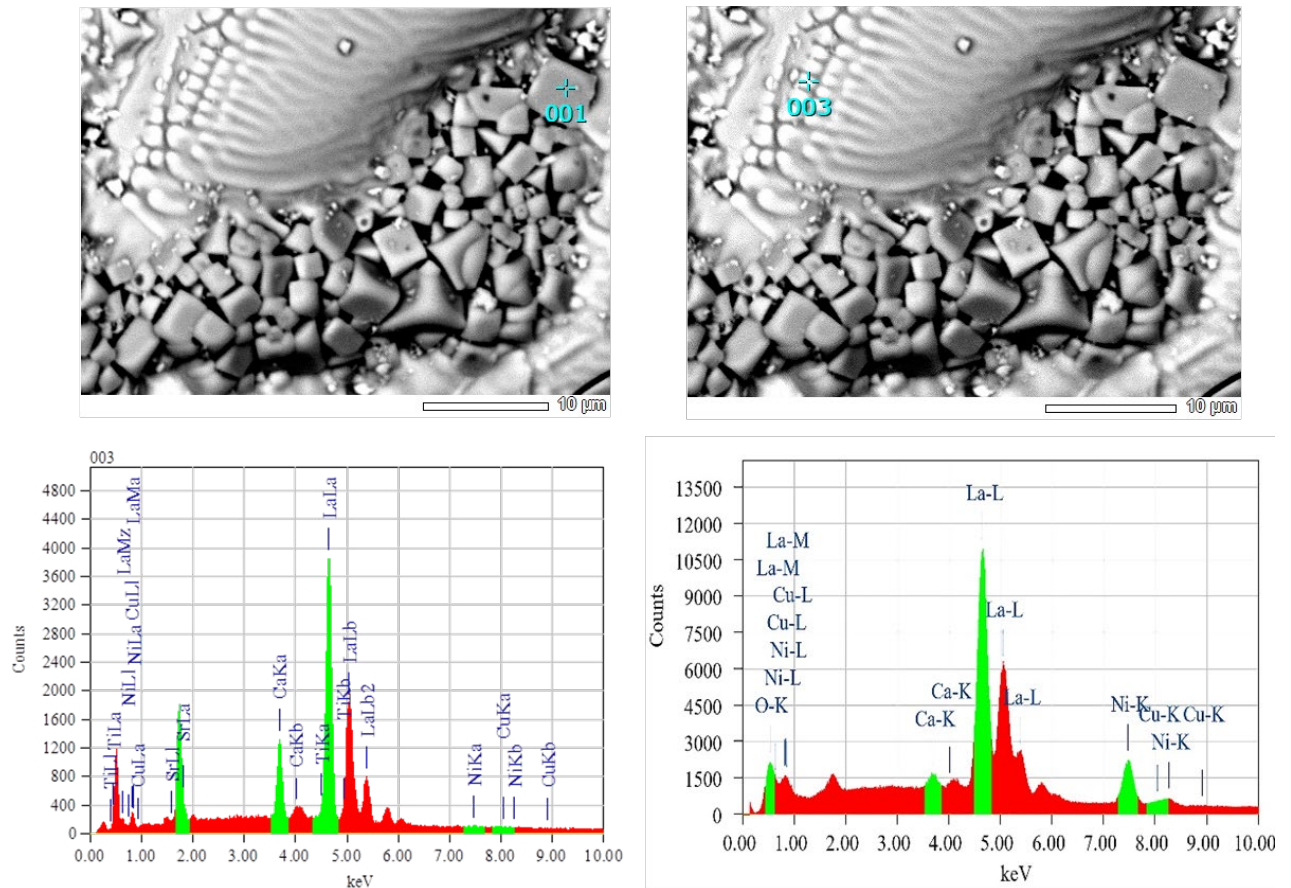 001
10 μm
003
10 μm
003
4800
4400
4000
3600
3200
2800
2400
2000
1600
1200
800
400
0
Counts
0.00 1.00 2.00 3.00 4.00 5.00 6.00 7.00 8.00 9.00 10.00
keV
TiLl
TiLa
NiLl
LaMz
NiLa
CuLl
LaMa
CuLa
SrLl
SrLa
CaKa
CaKb
TiKa
LaLa
TiKb
LaLb
LaLb2
NiKa
CuKa
NiKb
CuKb
13500
12000
10500
9000
7500
6000
4500
3000
1500
0
Counts
0.00 1.00 2.00 3.00 4.00 5.00 6.00 7.00 8.00 9.00 10.00
keV
La-M
La-M
Cu-L
Cu-L
Ni-L
Ni-L
O-K
Ca-K
Ca-K
La-L
La-L
La-L
Ni-K
Cu-K Cu-K
Ni-K